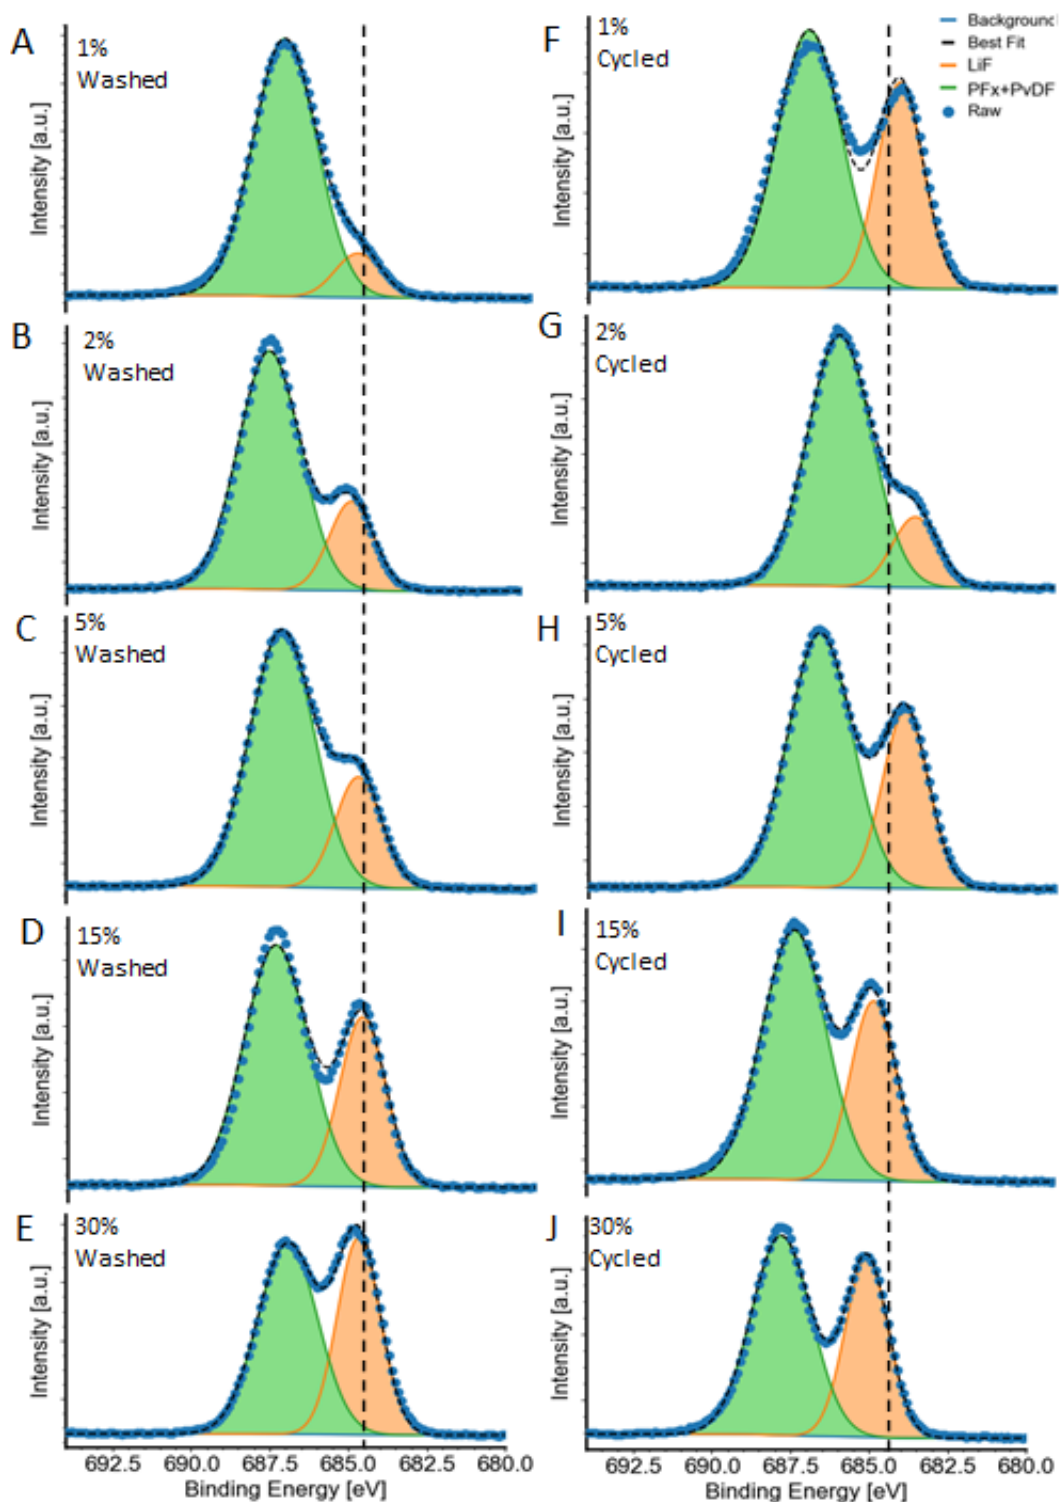 A
1%
Washed
Intensity [a.u.]
F
1%
Cycled
Intensity [a.u.]
Background
Best Fit
LiF
PFx+PvDF
Raw
B
2%
Washed
Intensity [a.u.]
G
2%
Cycled
Intensity [a.u.]
C
5%
Washed
Intensity [a.u.]
H
5%
Cycled
Intensity [a.u.]
D
15%
Washed
Intensity [a.u.]
I
15%
Cycled
Intensity [a.u.]
E
30%
Washed
Intensity [a.u.]
J
30%
Cycled
Intensity [a.u.]
692.5 690.0 687.5 685.0 682.5 680.0
Binding Energy [eV]
692.5 690.0 687.5 685.0 682.5 680.0
Binding Energy [eV]